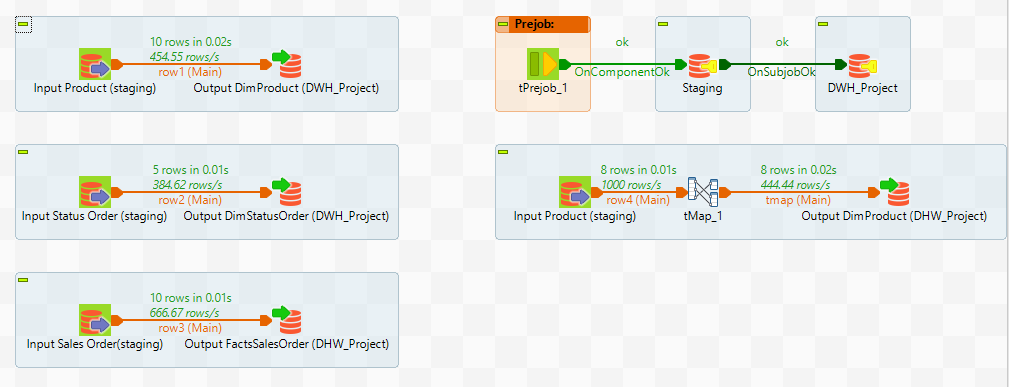 10 rows in 0.02s
454.55 rows/s
row1 (Main)
Input Product (staging)
Output DimProduct (DWH_Project)
Prejob:
ok
ok
OnComponentOk
OnSubjobOk
tPrejob_1
Staging
DWH_Project
5 rows in 0.01s
384.62 rows/s
row2 (Main)
Input Status Order (staging)
Output DimStatusOrder (DWH_Project)
8 rows in 0.01s
1000 rows/s
row4 (Main)
8 rows in 0.02s
444.44 rows/s
tmap (Main)
Input Product (staging)
tMap_1
Output DimProduct (DHW_Project)
10 rows in 0.01s
666.67 rows/s
row3 (Main)
Input Sales Order(staging)
Output FactsSalesOrder (DHW_Project)